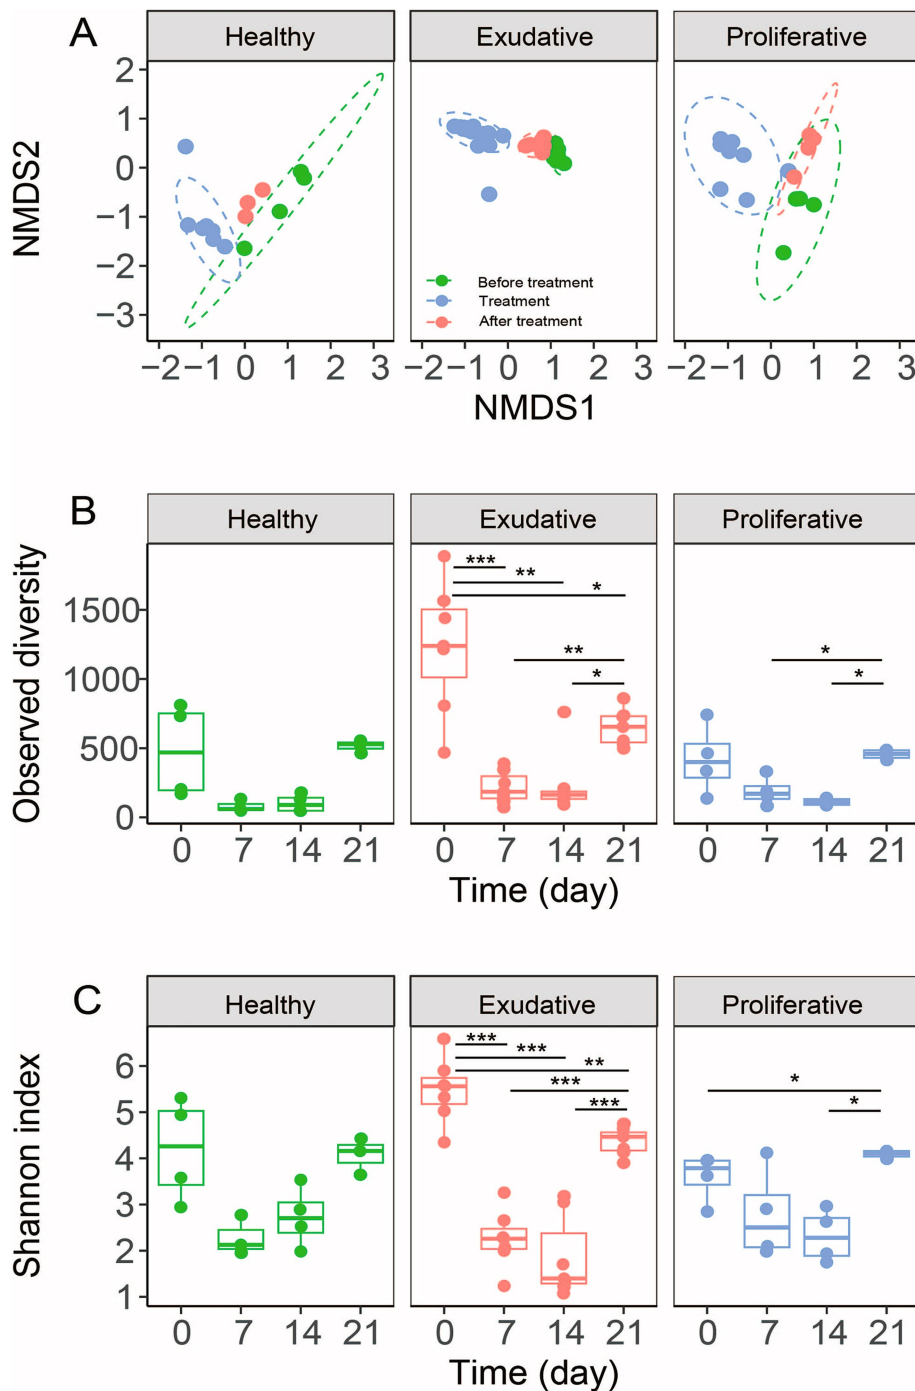 A
Healthy Exudative Proliferative
NMDS2
2
1
0
−1
−2
−3
Before treatment
Treatment
After treatment
−2 −1 0 1 2 3 −2 −1 0 1 2 3 −2 −1 0 1 2 3
NMDS1
B
Healthy Exudative Proliferative
Observed diversity
1500
1000
500
0
***
**
*
**
*
*
*
0 7 14 21 0 7 14 21 0 7 14 21
Time (day)
C
Healthy Exudative Proliferative
Shannon index
6
5
4
3
2
1
***
***
**
***
***
*
*
0 7 14 21 0 7 14 21 0 7 14 21
Time (day)